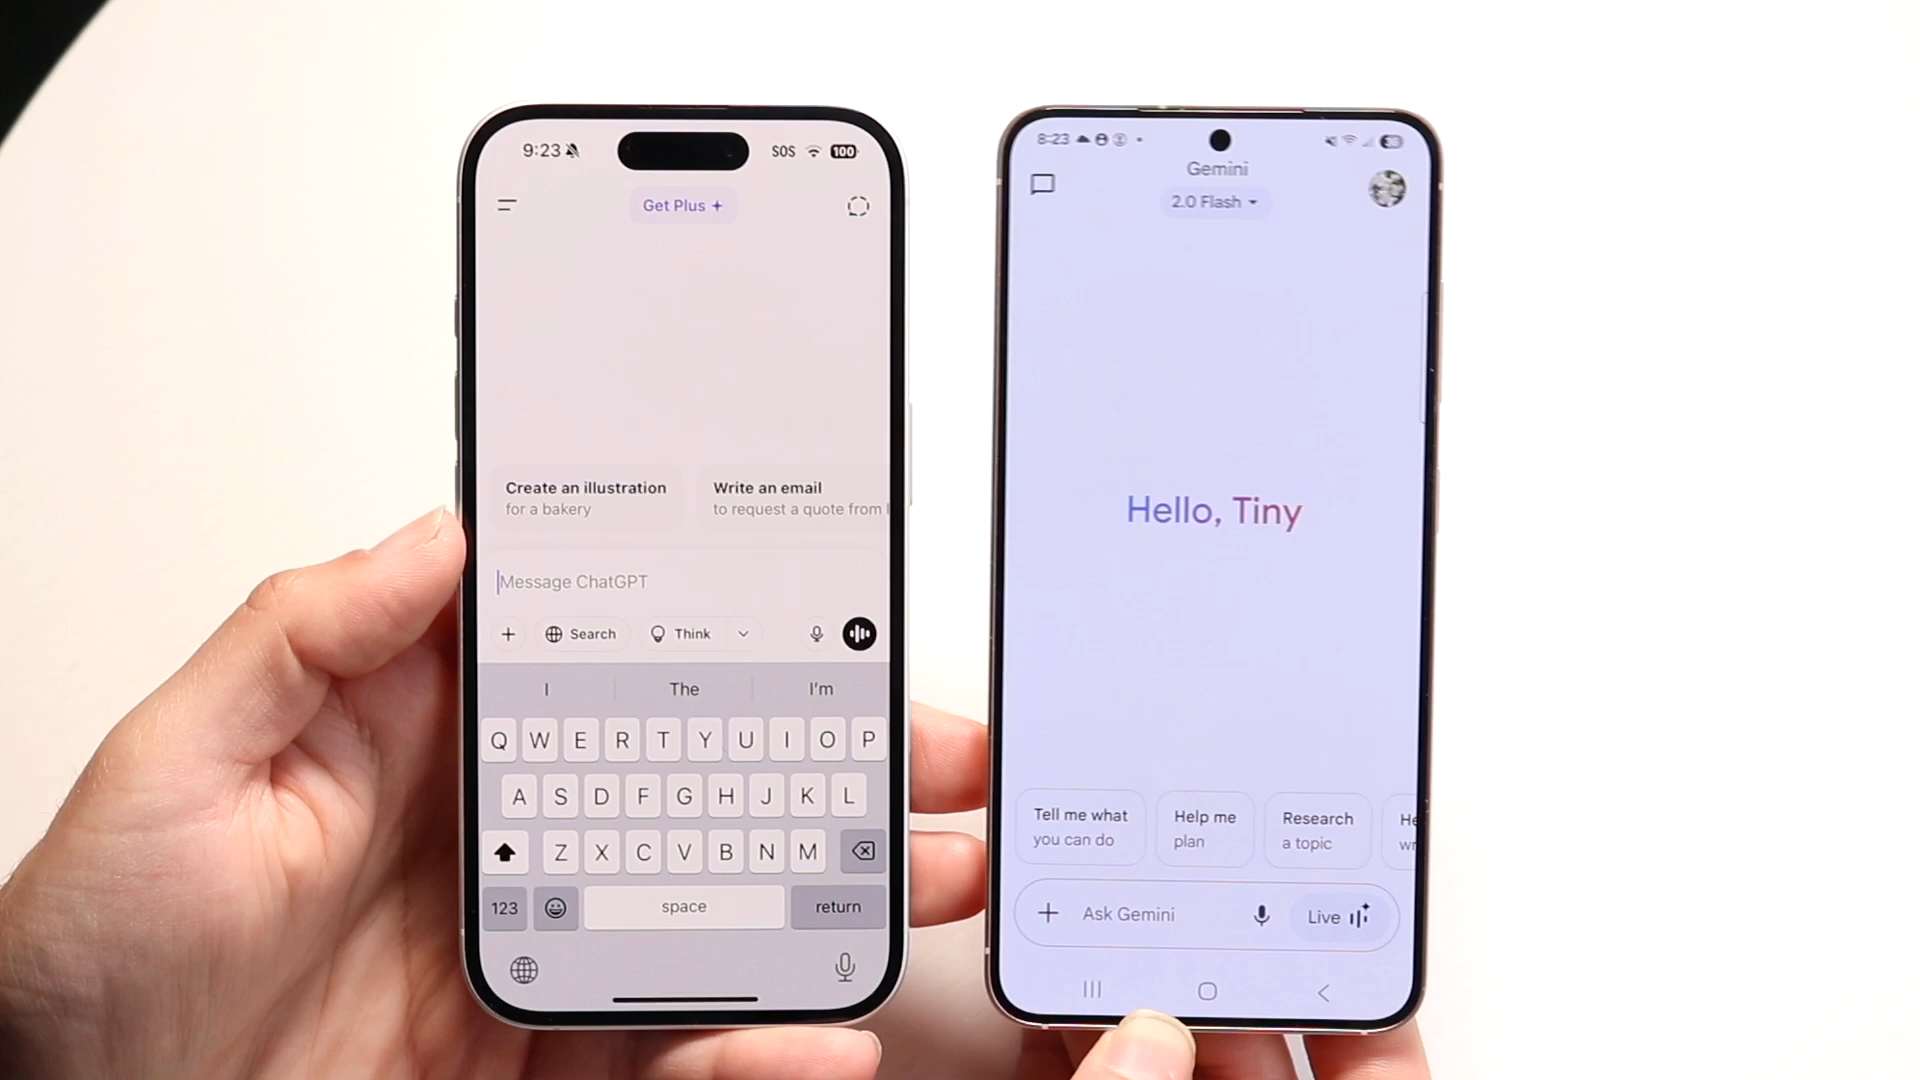 9:23
SOS
100
Get Plus +
Create an illustration
for a bakery
Write an email
to request a quote from l
Message ChatGPT
Search
Think
I
The
I'm
Q W E R T Y U I O P
A S D F G H J K L
Z X C V B N M
123
space
return
8:23
Gemini
2.0 Flash
Hello, Tiny
Tell me what
you can do
Help me
plan
Research
a topic
He
wr
Ask Gemini
Live